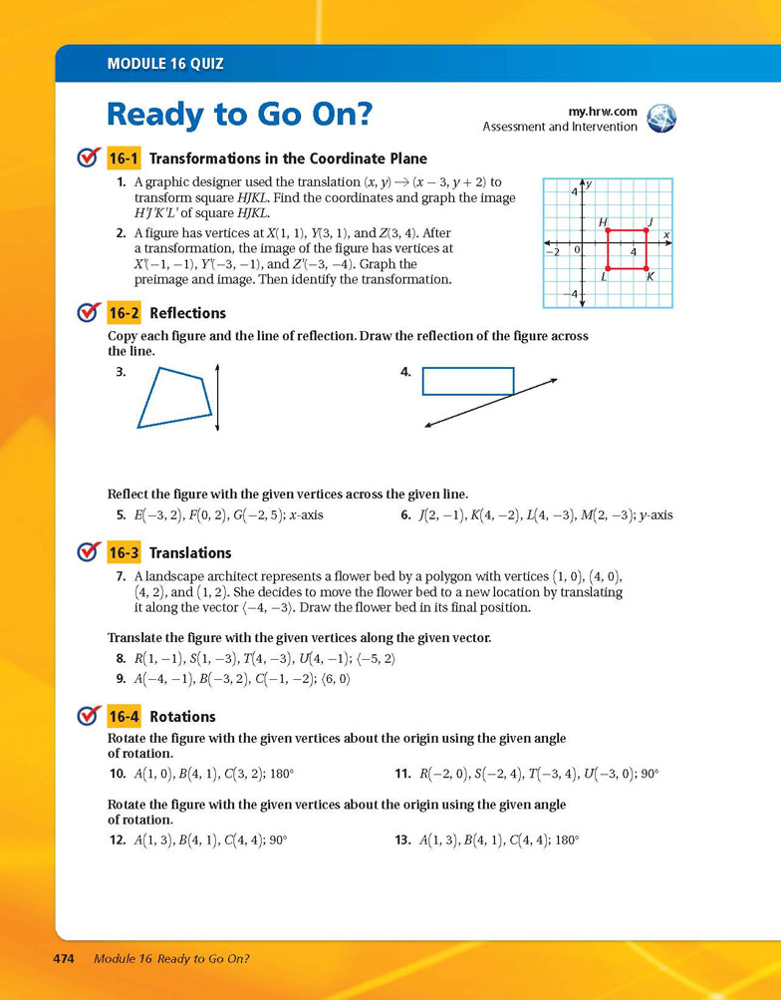 MODULE 16 QUIZ
Ready to Go On?
my.hrw.com
Assessment and Intervention
16-1 Transformations in the Coordinate Plane
1. A graphic designer used the translation (x, y) → (x − 3, y + 2) to
transform square HJKL. Find the coordinates and graph the image
H'J'K'L' of square HJKL.
2. A figure has vertices at X(1, 1), Y(3, 1), and Z(3, 4). After
a transformation, the image of the figure has vertices at
X'(−1, −1), Y'(−3, −1), and Z'(−3, −4). Graph the
preimage and image. Then identify the transformation.
4 y
H J
x
−2 0 4
L K
−4
16-2 Reflections
Copy each figure and the line of reflection. Draw the reflection of the figure across
the line.
3. 4.
Reflect the figure with the given vertices across the given line.
5. E(−3, 2), F(0, 2), G(−2, 5); x-axis 6. J(2, −1), K(4, −2), L(4, −3), M(2, −3); y-axis
16-3 Translations
7. A landscape architect represents a flower bed by a polygon with vertices (1, 0), (4, 0),
(4, 2), and (1, 2). She decides to move the flower bed to a new location by translating
it along the vector ⟨−4, −3⟩. Draw the flower bed in its final position.
Translate the figure with the given vertices along the given vector.
8. R(1, −1), S(1, −3), T(4, −3), U(4, −1); ⟨−5, 2⟩
9. A(−4, −1), B(−3, 2), C(−1, −2); ⟨6, 0⟩
16-4 Rotations
Rotate the figure with the given vertices about the origin using the given angle
of rotation.
10. A(1, 0), B(4, 1), C(3, 2); 180° 11. R(−2, 0), S(−2, 4), T(−3, 4), U(−3, 0); 90°
Rotate the figure with the given vertices about the origin using the given angle
of rotation.
12. A(1, 3), B(4, 1), C(4, 4); 90° 13. A(1, 3), B(4, 1), C(4, 4); 180°
474 Module 16 Ready to Go On?